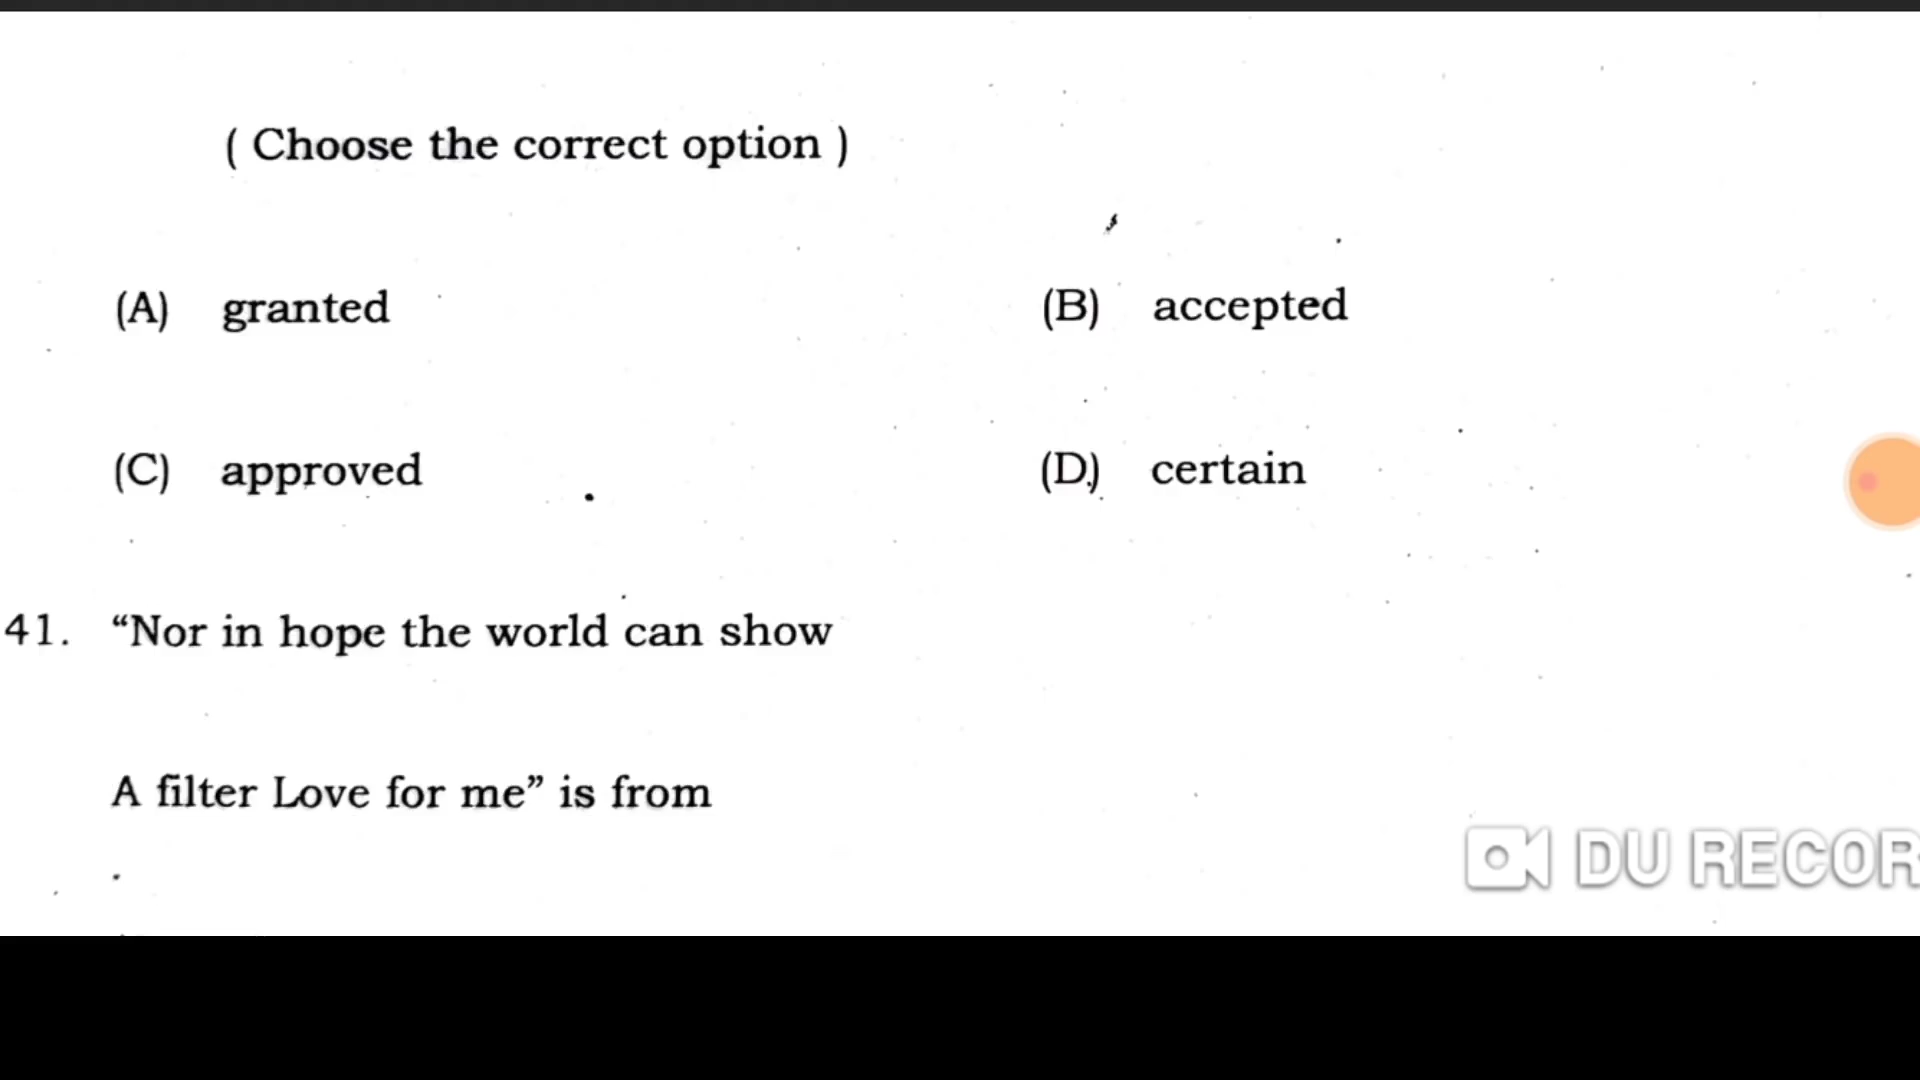 ( Choose the correct option )
(A) granted (B) accepted
(C) approved (D) certain
41. “Nor in hope the world can show
A filter Love for me” is from
DU RECOR